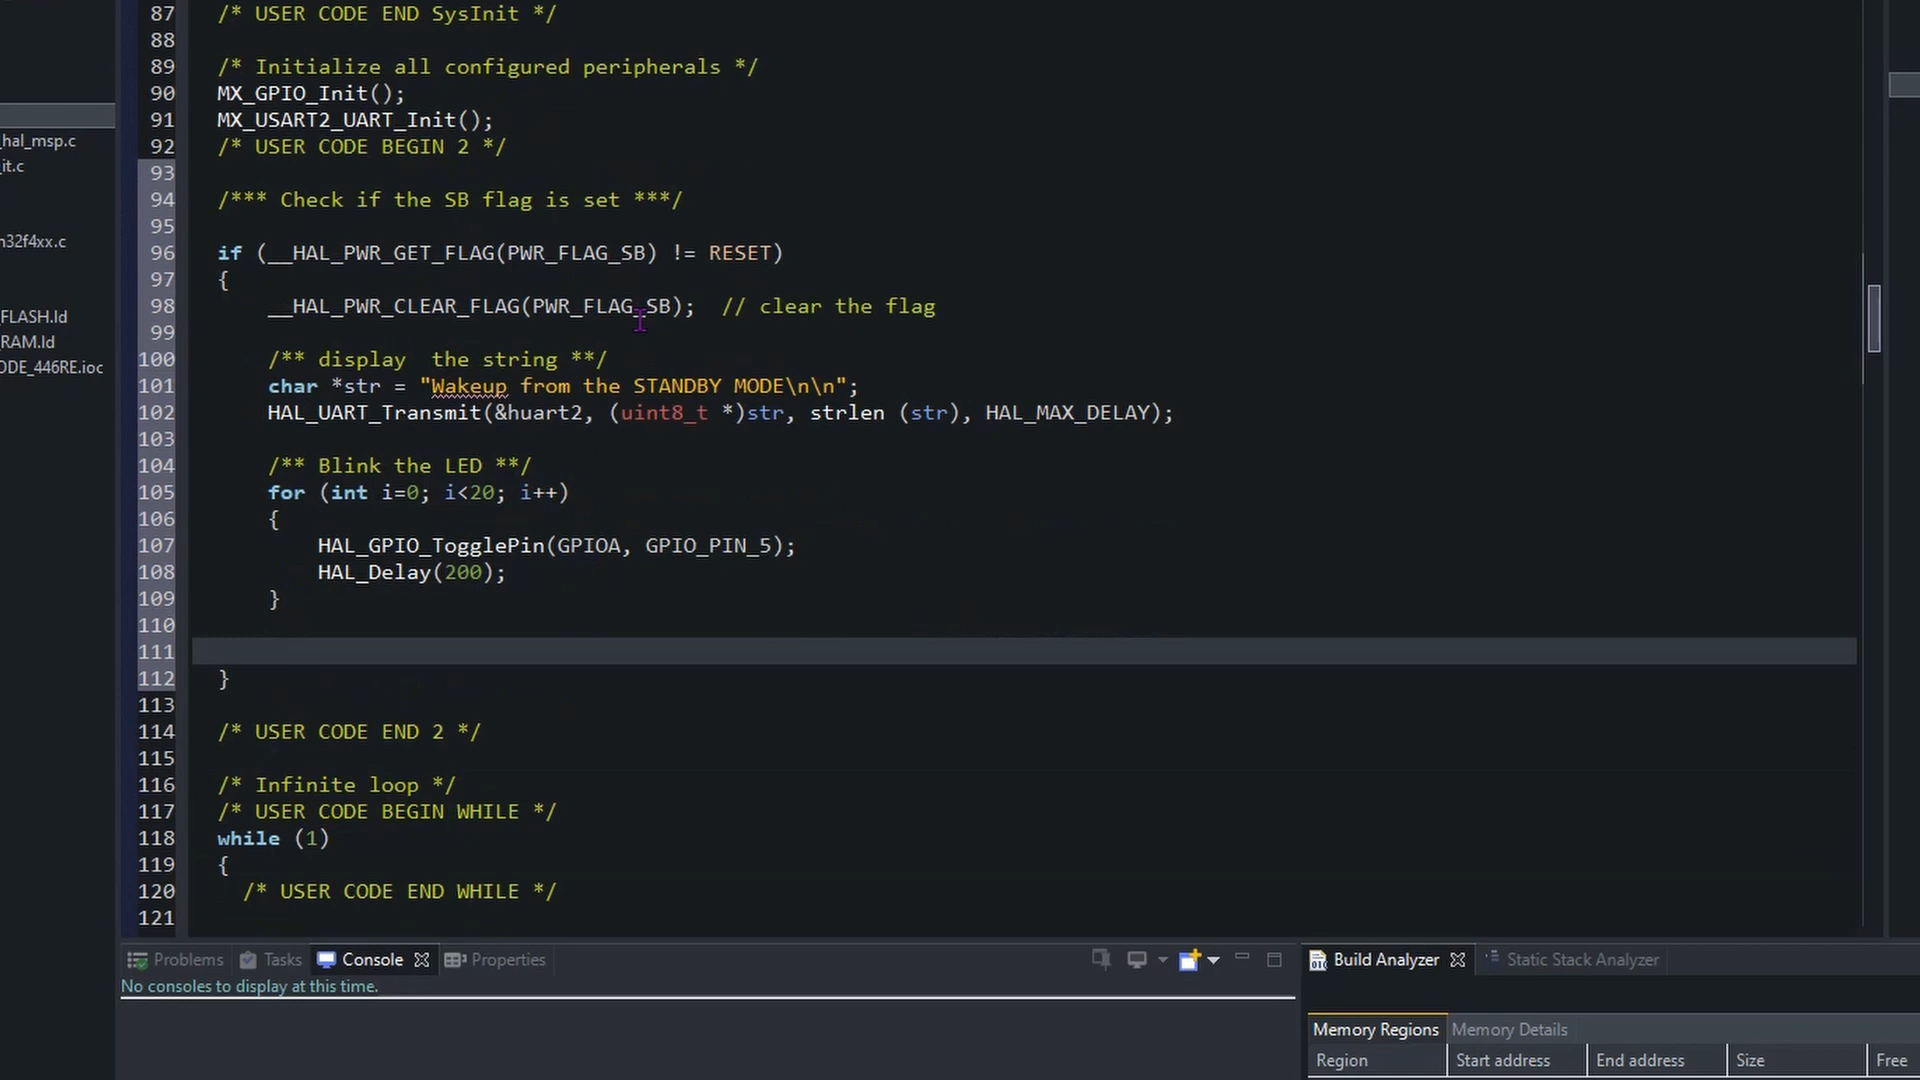 87 /* USER CODE END SysInit */
88
89 /* Initialize all configured peripherals */
90 MX_GPIO_Init();
91 MX_USART2_UART_Init();
92 /* USER CODE BEGIN 2 */
93
94 /*** Check if the SB flag is set ***/
95
96 if (__HAL_PWR_GET_FLAG(PWR_FLAG_SB) != RESET)
97 {
98 __HAL_PWR_CLEAR_FLAG(PWR_FLAG_SB);  // clear the flag
99
100 /** display  the string **/
101 char *str = "Wakeup from the STANDBY MODE\n\n";
102 HAL_UART_Transmit(&huart2, (uint8_t *)str, strlen (str), HAL_MAX_DELAY);
103
104 /** Blink the LED **/
105 for (int i=0; i<20; i++)
106 {
107 HAL_GPIO_TogglePin(GPIOA, GPIO_PIN_5);
108 HAL_Delay(200);
109 }
110
111
112 }
113
114 /* USER CODE END 2 */
115
116 /* Infinite loop */
117 /* USER CODE BEGIN WHILE */
118 while (1)
119 {
120 /* USER CODE END WHILE */
121
_hal_msp.c
it.c
n32f4xx.c
FLASH.ld
RAM.ld
ODE_446RE.ioc
Problems Tasks Console Properties
No consoles to display at this time.
Build Analyzer Static Stack Analyzer
Memory Regions Memory Details
Region Start address End address Size Free